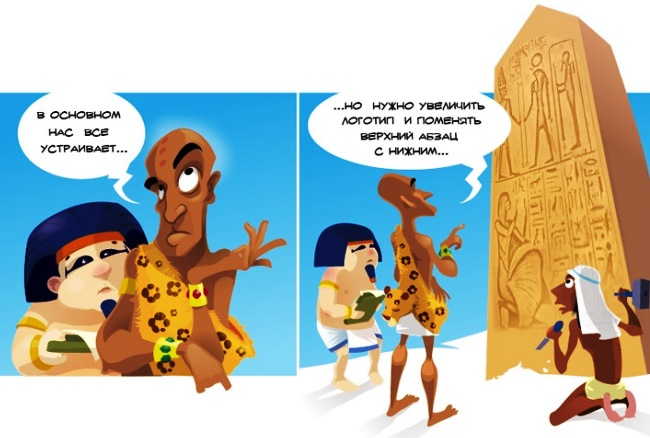 В ОСНОВНОМ
НАС ВСЕ
УСТРАИВАЕТ...
...НО НУЖНО УВЕЛИЧИТЬ
ЛОГОТИП И ПОМЕНЯТЬ
ВЕРХНИЙ АБЗАЦ
С НИЖНИМ...